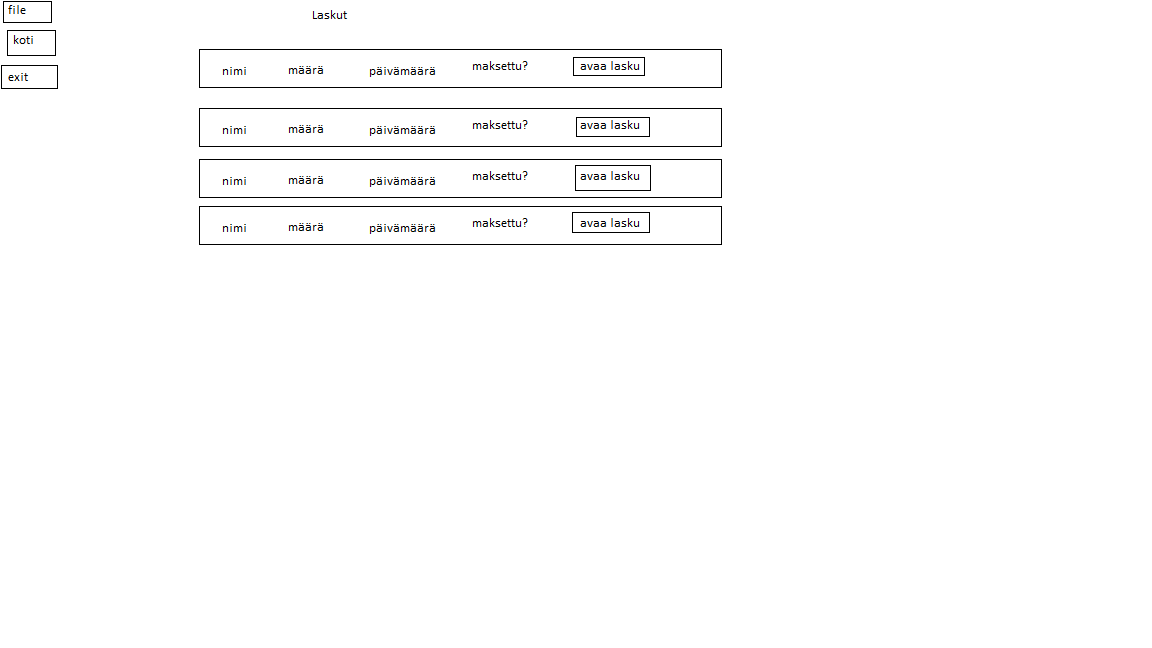 file
koti
exit
Laskut
nimi määrä päivämäärä maksettu? avaa lasku
nimi määrä päivämäärä maksettu? avaa lasku
nimi määrä päivämäärä maksettu? avaa lasku
nimi määrä päivämäärä maksettu? avaa lasku